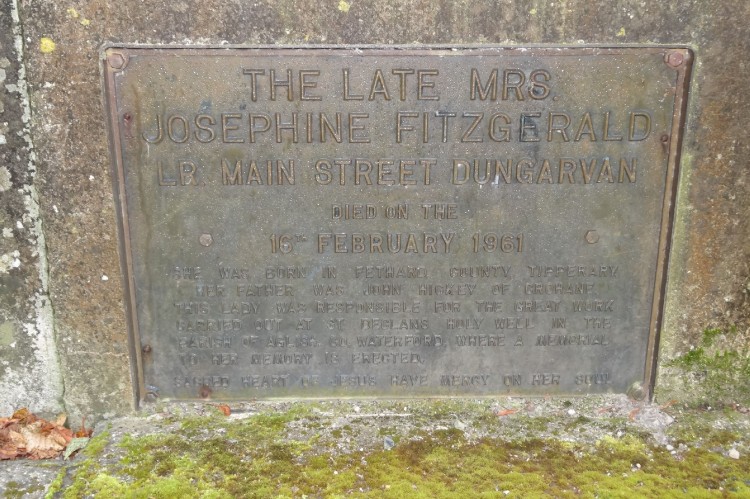 THE LATE MRS.
JOSEPHINE FITZGERALD
LR. MAIN STREET DUNGARVAN
DIED ON THE
16TH FEBRUARY 1961
SHE WAS BORN IN FETHARD COUNTY TIPPERARY
HER FATHER WAS JOHN HICKEY OF
THIS LADY WAS RESPONSIBLE FOR THE GREAT WORK
CARRIED OUT AT ST DECLANS HOLY WELL IN THE
PARISH OF AGLISH CO. WATERFORD WHERE A MEMORIAL
TO HER MEMORY IS ERECTED.
SACRED HEART OF JESUS HAVE MERCY ON HER SOUL